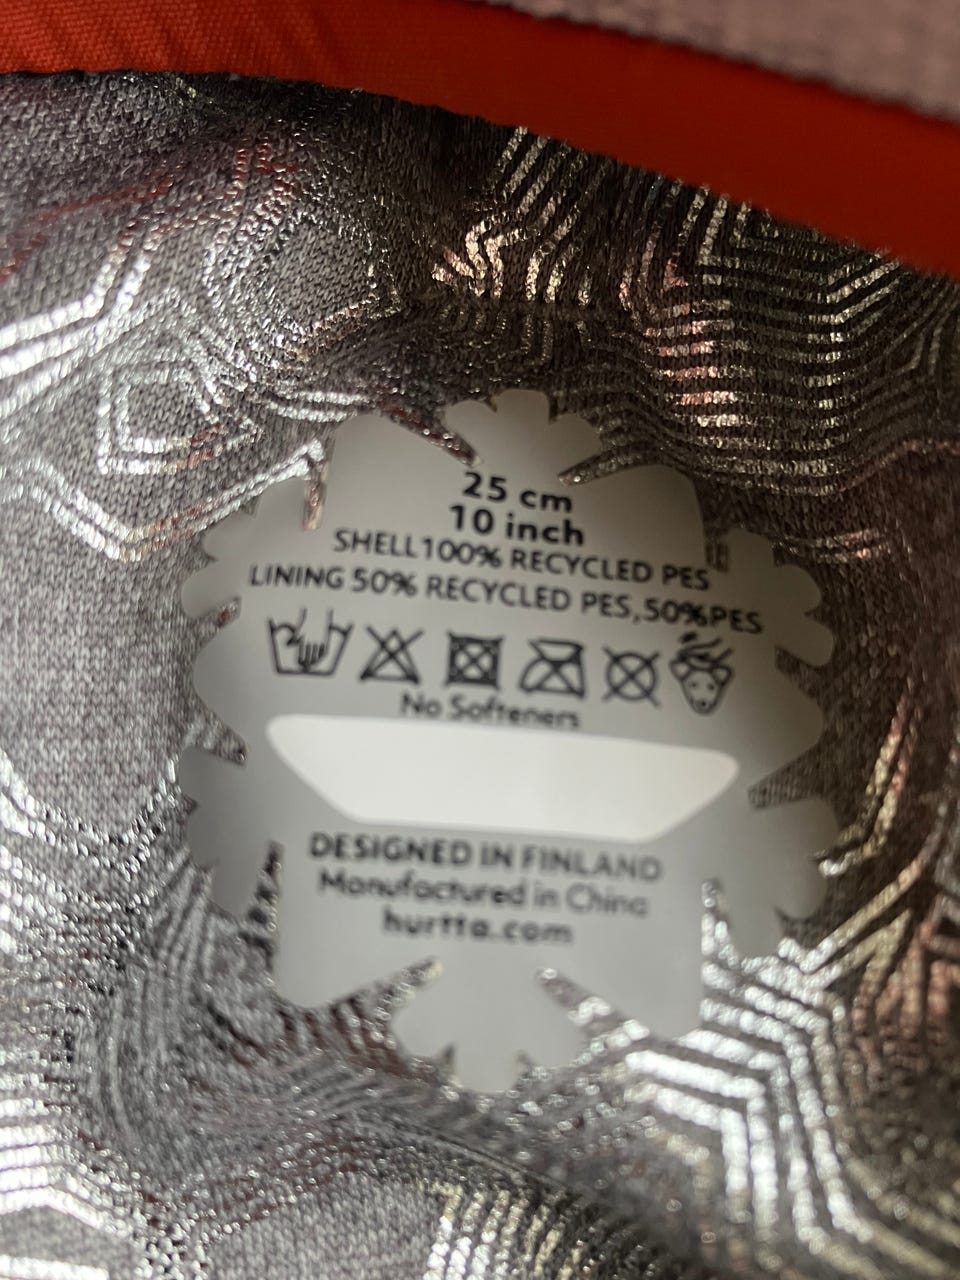 25 cm
10 inch
SHELL100% RECYCLED PES
LINING 50% RECYCLED PES,50%PES
No Softeners
DESIGNED IN FINLAND
Manufactured in China
hurtta.com